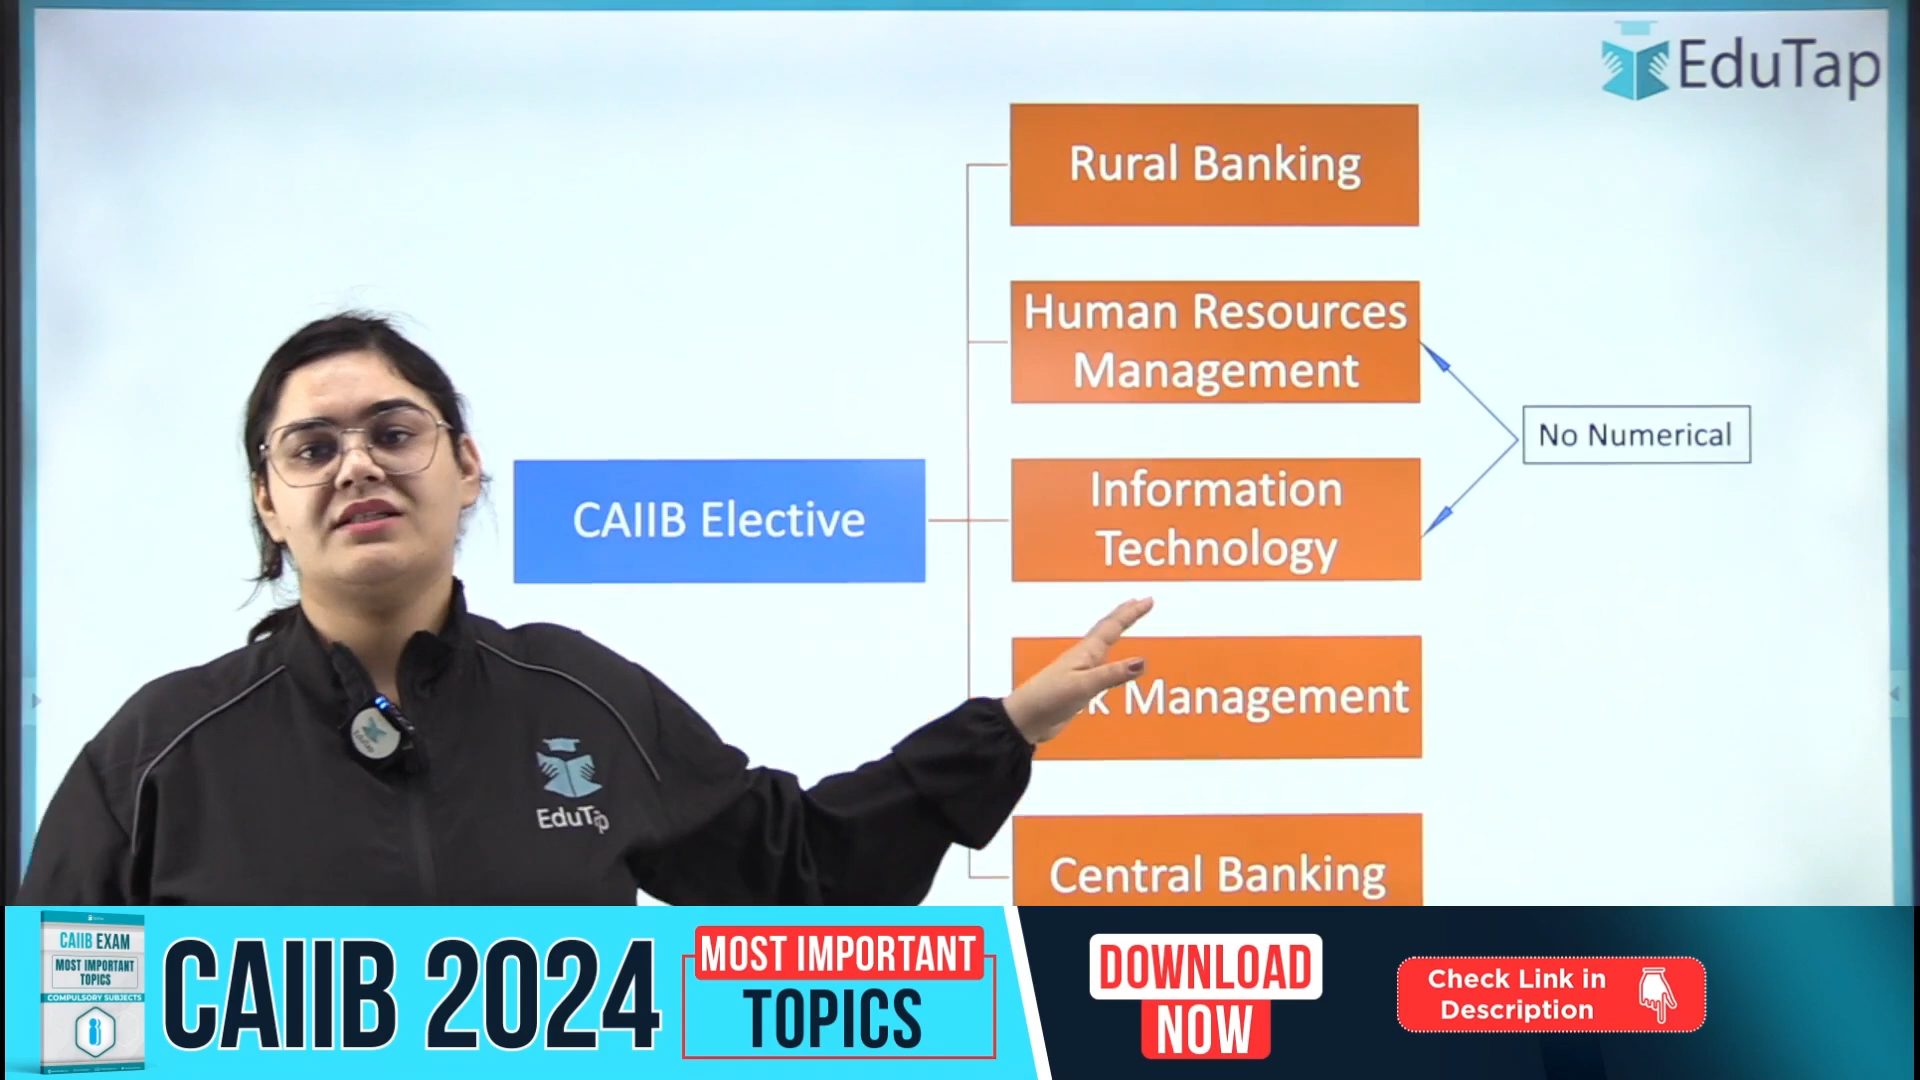 EduTap
Rural Banking
Human Resources
Management
No Numerical
Information
Technology
CAIIB Elective
Management
EduTap
EduTap
Central Banking
CAIIB EXAM
MOST IMPORTANT
TOPICS
COMPULSORY SUBJECTS
CAIIB 2024
MOST IMPORTANT
TOPICS
DOWNLOAD
NOW
Check Link in
Description